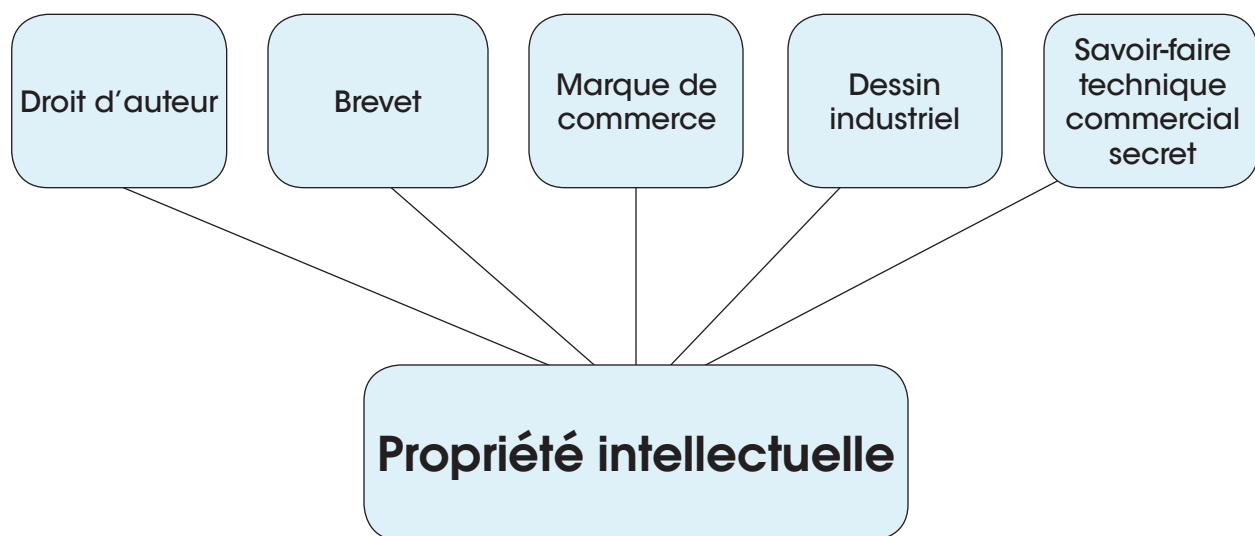 Droit d'auteur
Brevet
Marque de
commerce
Dessin
industriel
Savoir-faire
technique
commercial
secret
Propriété intellectuelle